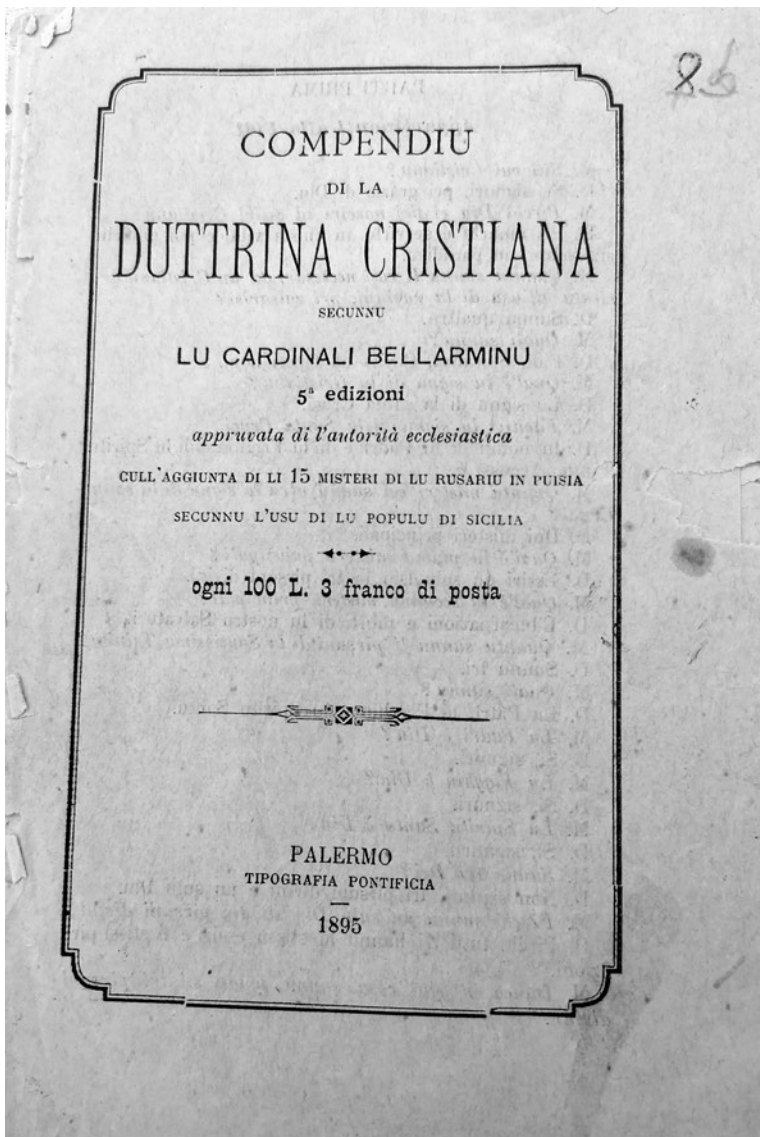 COMPENDIU
DI LA
DUTTRINA CRISTIANA
SECUNNU
LU CARDINALI BELLARMINU
5ª edizioni
appruvata di l'autorità ecclesiastica
CULL'AGGIUNTA DI LI 15 MISTERI DI LU RUSARIU IN PUISIA
SECUNNU L'USU DI LU POPULU DI SICILIA
ogni 100 L. 3 franco di posta
PALERMO
TIPOGRAFIA PONTIFICIA
1895